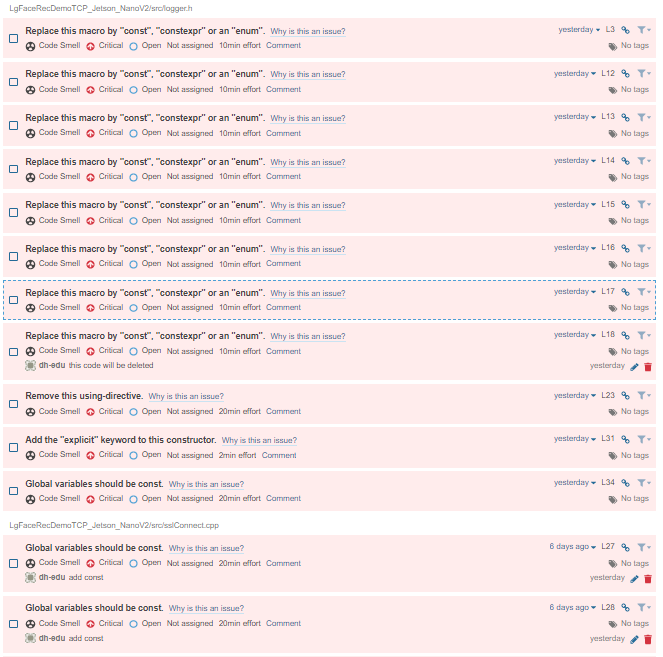 LgFaceRecDemoTCP_Jetson_NanoV2/src/logger.h
Replace this macro by "const", "constexpr" or an "enum". Why is this an issue? yesterday L3
Code Smell Critical Open Not assigned 10min effort Comment No tags
Replace this macro by "const", "constexpr" or an "enum". Why is this an issue? yesterday L12
Code Smell Critical Open Not assigned 10min effort Comment No tags
Replace this macro by "const", "constexpr" or an "enum". Why is this an issue? yesterday L13
Code Smell Critical Open Not assigned 10min effort Comment No tags
Replace this macro by "const", "constexpr" or an "enum". Why is this an issue? yesterday L14
Code Smell Critical Open Not assigned 10min effort Comment No tags
Replace this macro by "const", "constexpr" or an "enum". Why is this an issue? yesterday L15
Code Smell Critical Open Not assigned 10min effort Comment No tags
Replace this macro by "const", "constexpr" or an "enum". Why is this an issue? yesterday L16
Code Smell Critical Open Not assigned 10min effort Comment No tags
Replace this macro by "const", "constexpr" or an "enum". Why is this an issue? yesterday L17
Code Smell Critical Open Not assigned 10min effort Comment No tags
Replace this macro by "const", "constexpr" or an "enum". Why is this an issue? yesterday L18
Code Smell Critical Open Not assigned 10min effort Comment No tags
dh-edu this code will be deleted yesterday
Remove this using-directive. Why is this an issue? yesterday L23
Code Smell Critical Open Not assigned 20min effort Comment No tags
Add the "explicit" keyword to this constructor. Why is this an issue? yesterday L31
Code Smell Critical Open Not assigned 2min effort Comment No tags
Global variables should be const. Why is this an issue? yesterday L34
Code Smell Critical Open Not assigned 20min effort Comment No tags
LgFaceRecDemoTCP_Jetson_NanoV2/src/sslConnect.cpp
Global variables should be const. Why is this an issue? 6 days ago L27
Code Smell Critical Open Not assigned 20min effort Comment No tags
dh-edu add const yesterday
Global variables should be const. Why is this an issue? 6 days ago L28
Code Smell Critical Open Not assigned 20min effort Comment No tags
dh-edu add const yesterday